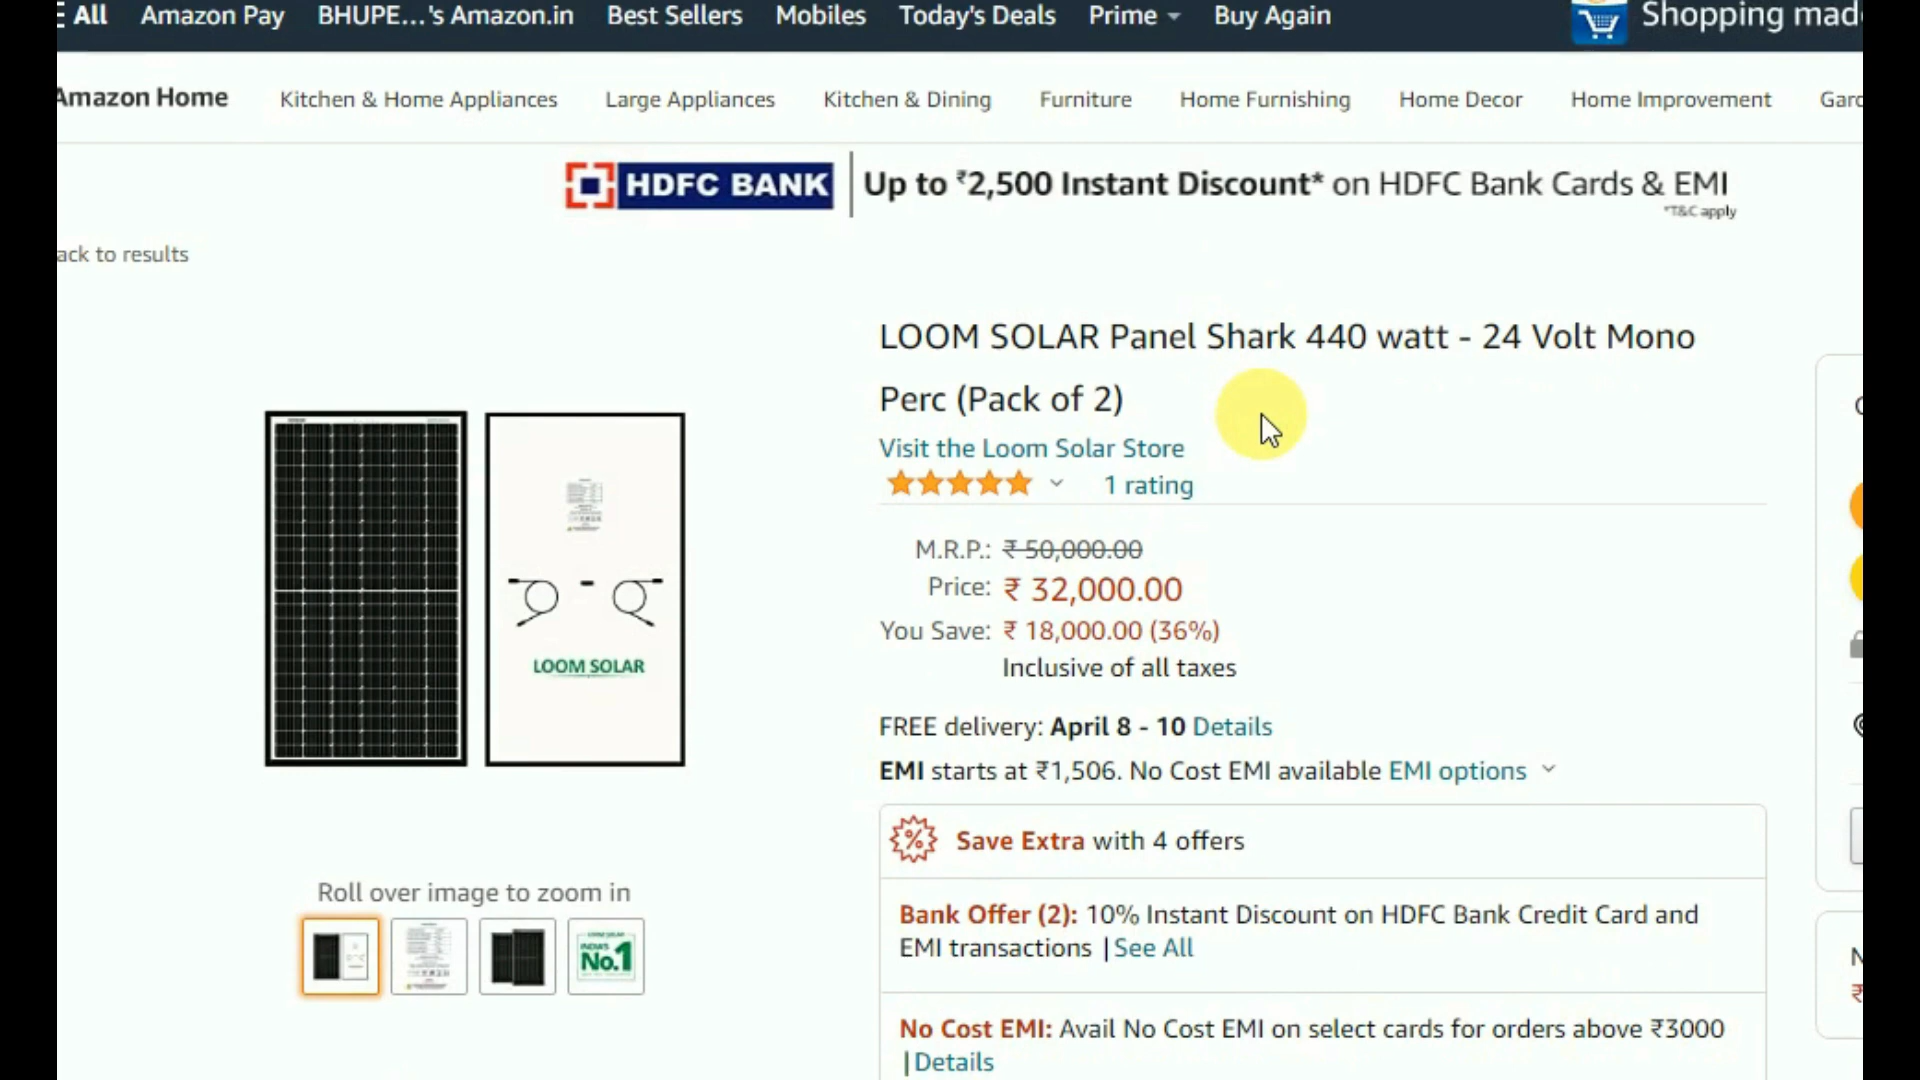 All Amazon Pay BHUPE...'s Amazon.in Best Sellers Mobiles Today's Deals Prime Buy Again Shopping made
Amazon Home Kitchen & Home Appliances Large Appliances Kitchen & Dining Furniture Home Furnishing Home Decor Home Improvement Gard
HDFC BANK Up to ₹2,500 Instant Discount* on HDFC Bank Cards & EMI
*T&C apply
ack to results
LOOM SOLAR Panel Shark 440 watt - 24 Volt Mono
Perc (Pack of 2)
Visit the Loom Solar Store
1 rating
M.R.P.: ₹ 50,000.00
Price: ₹ 32,000.00
You Save: ₹ 18,000.00 (36%)
Inclusive of all taxes
LOOM SOLAR
FREE delivery: April 8 - 10 Details
EMI starts at ₹1,506. No Cost EMI available EMI options
Save Extra with 4 offers
Roll over image to zoom in
Bank Offer (2): 10% Instant Discount on HDFC Bank Credit Card and
EMI transactions | See All
INDIA'S
No.1
No Cost EMI: Avail No Cost EMI on select cards for orders above ₹3000
| Details